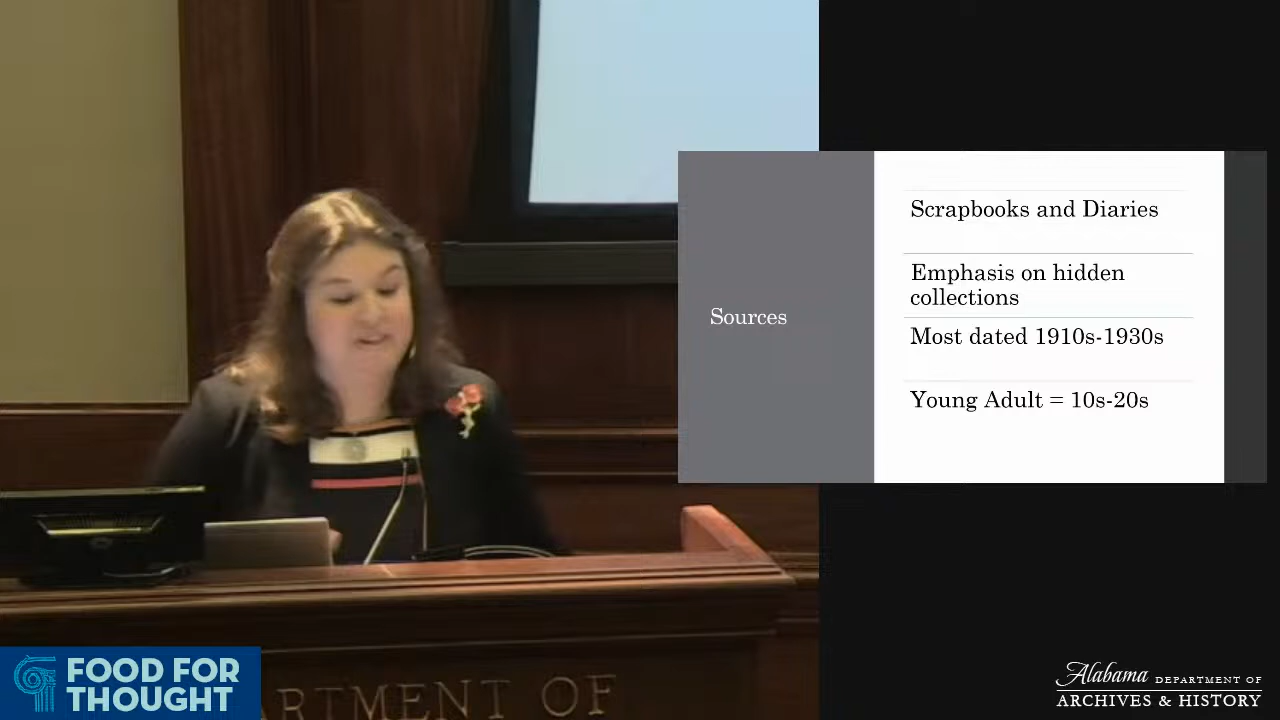 Sources
Scrapbooks and Diaries
Emphasis on hidden
collections
Most dated 1910s-1930s
Young Adult = 10s-20s
FOOD FOR
THOUGHT
ARTMENT OF
Alabama DEPARTMENT OF
ARCHIVES & HISTORY